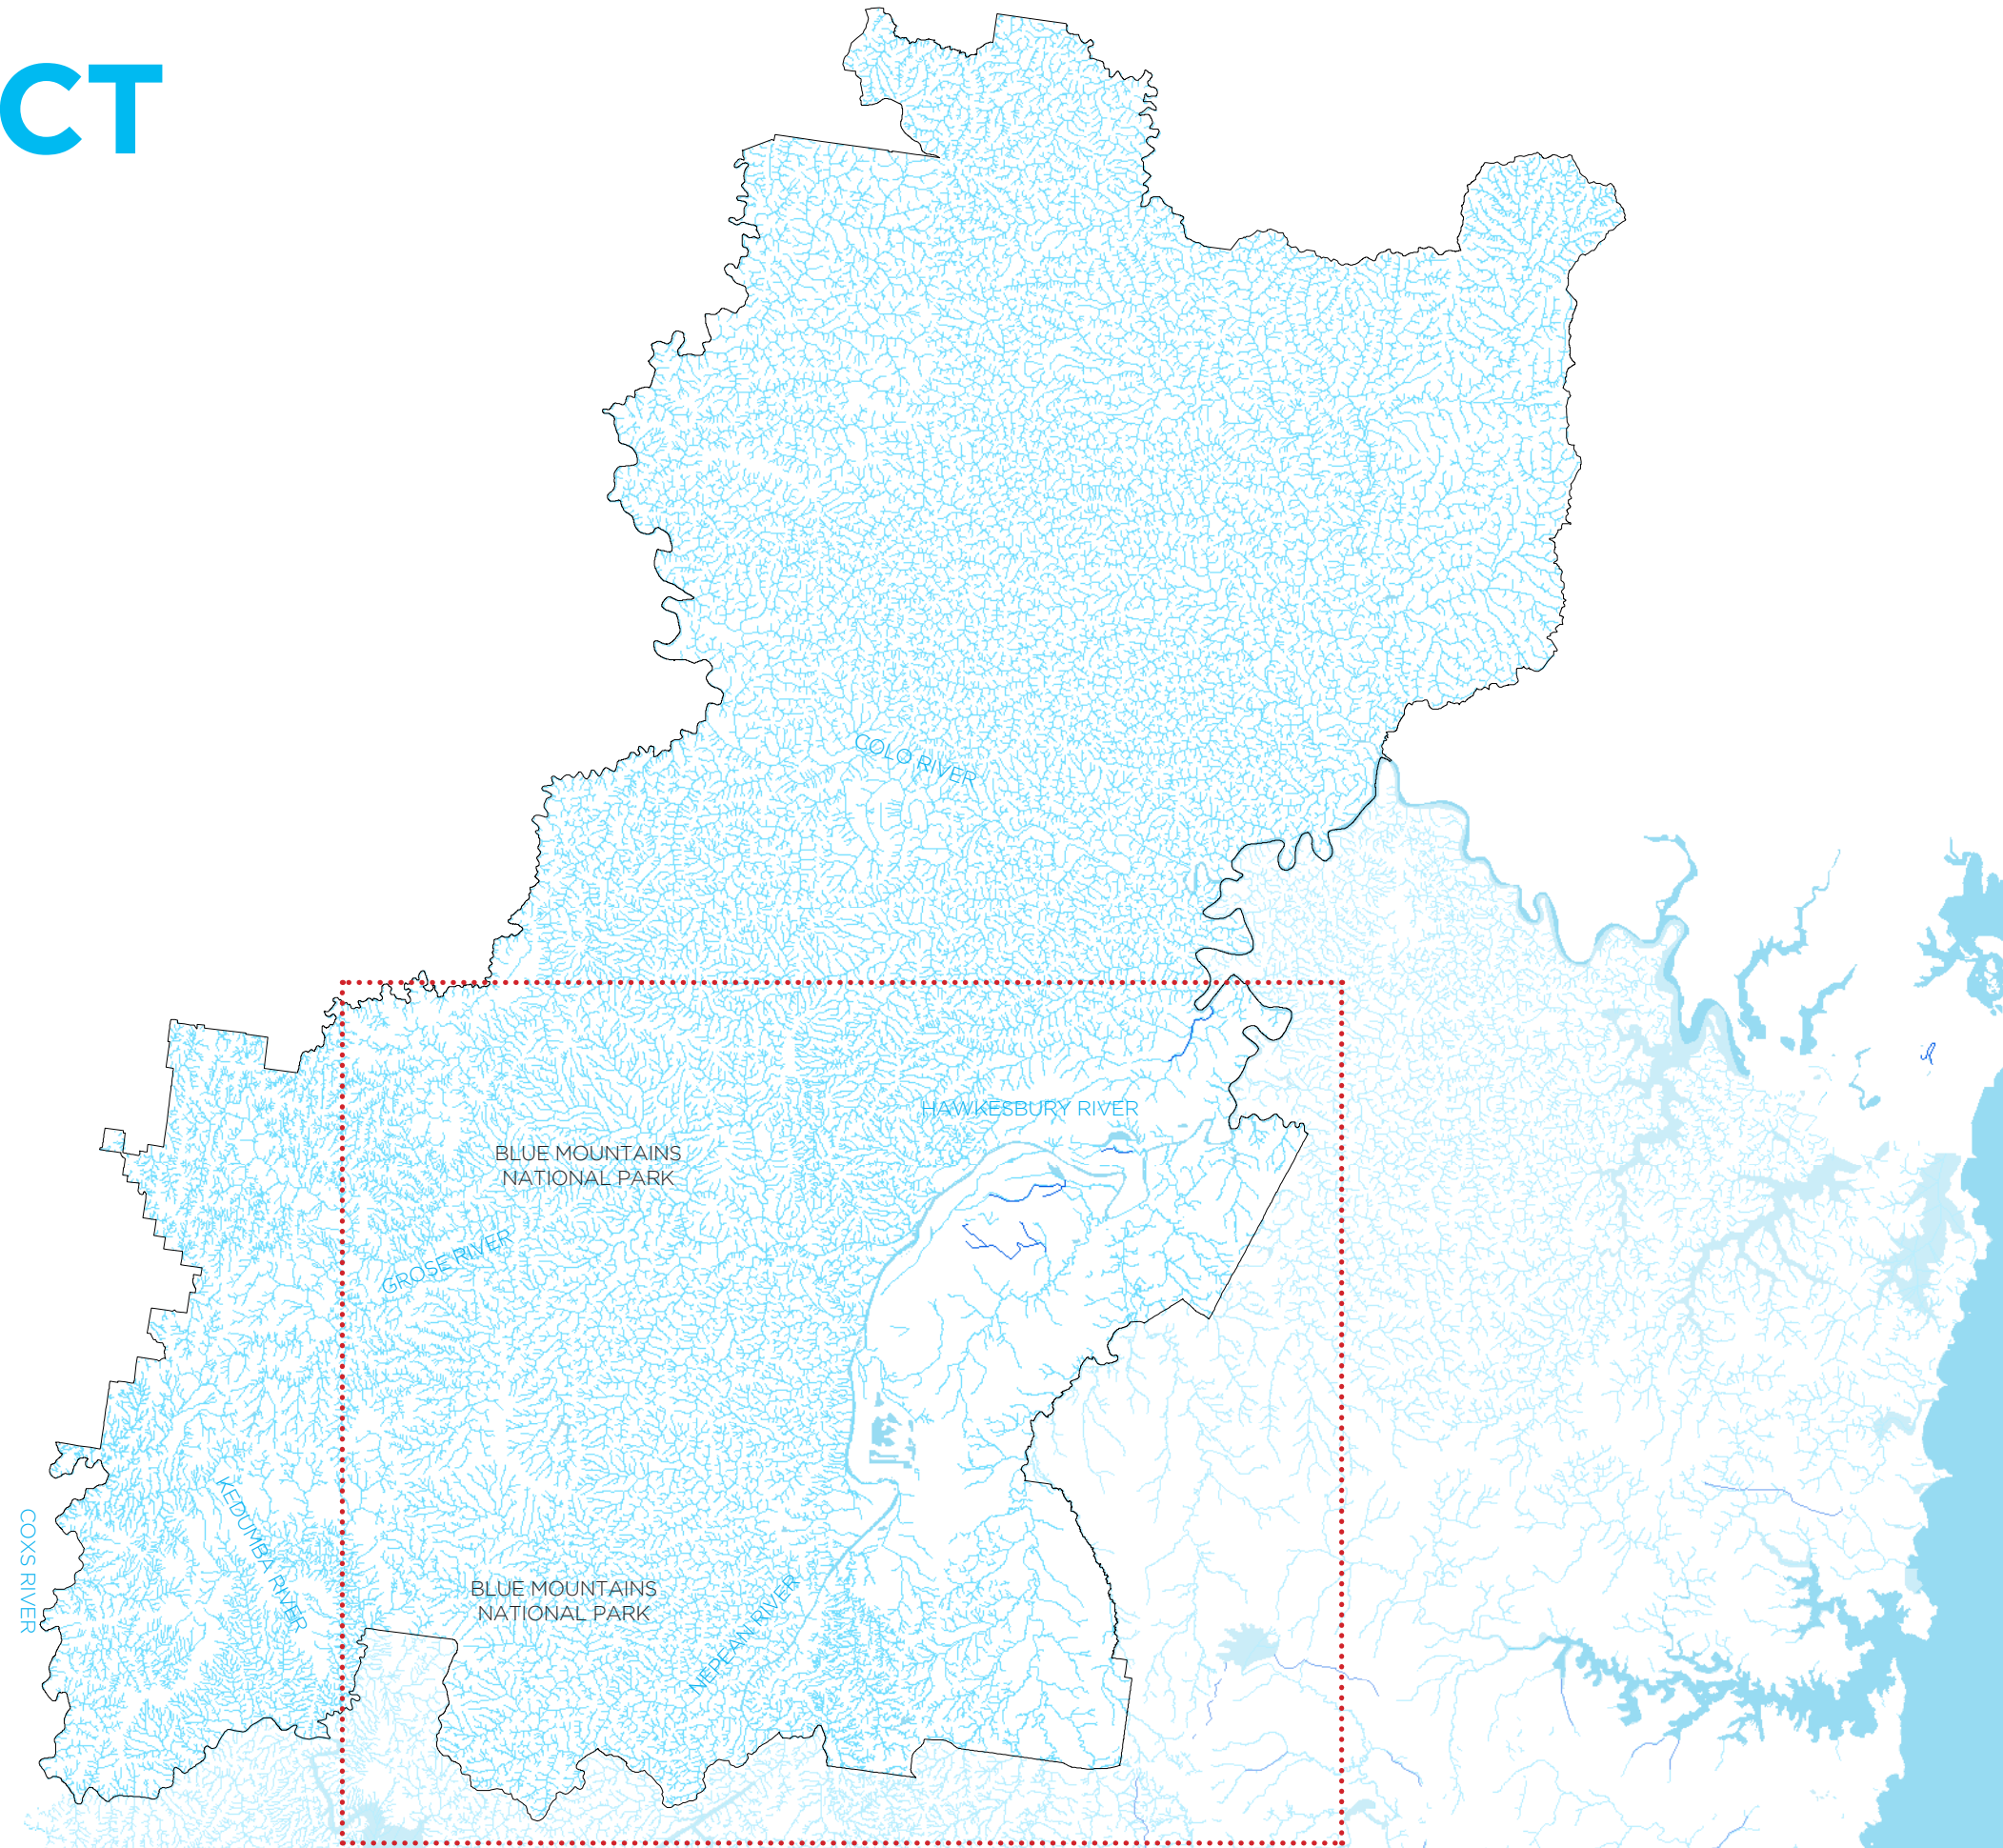 CT
COLO RIVER
HAWKESBURY RIVER
BLUE MOUNTAINS
NATIONAL PARK
GROSE RIVER
KEDUMBA RIVER
COXS RIVER
BLUE MOUNTAINS
NATIONAL PARK
NEPEAN RIVER